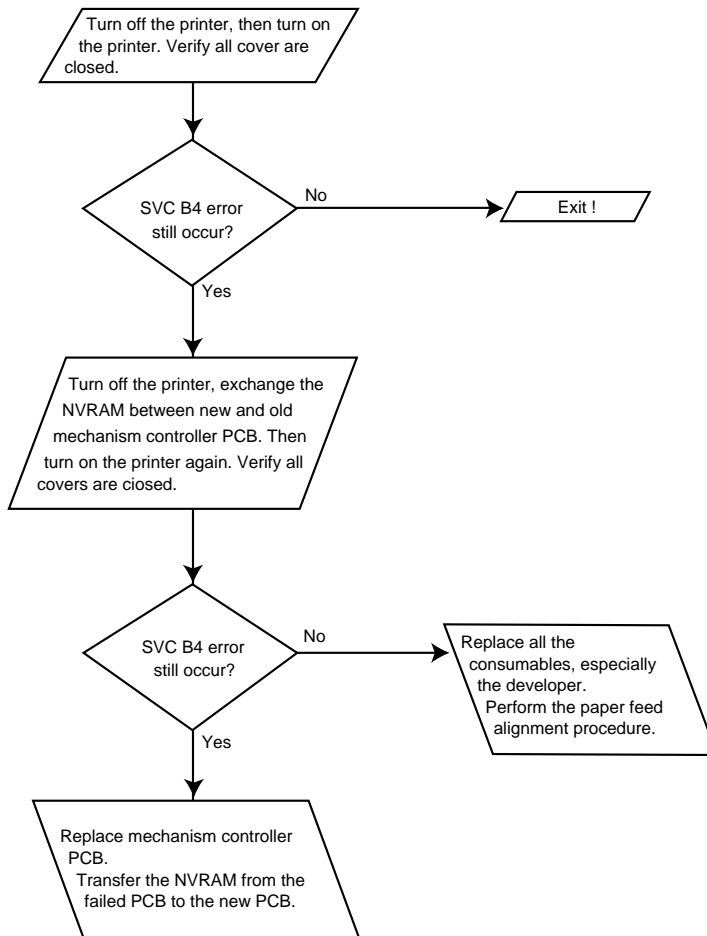 Turn off the printer, then turn on
the printer. Verify all cover are
closed.
SVC B4 error
still occur?
No
Exit !
Yes
Turn off the printer, exchange the
NVRAM between new and old
mechanism controller PCB. Then
turn on the printer again. Verify all
covers are closed.
SVC B4 error
still occur?
No
Replace all the
consumables, especially
the developer.
Perform the paper feed
alignment procedure.
Yes
Replace mechanism controller
PCB.
Transfer the NVRAM from the
failed PCB to the new PCB.